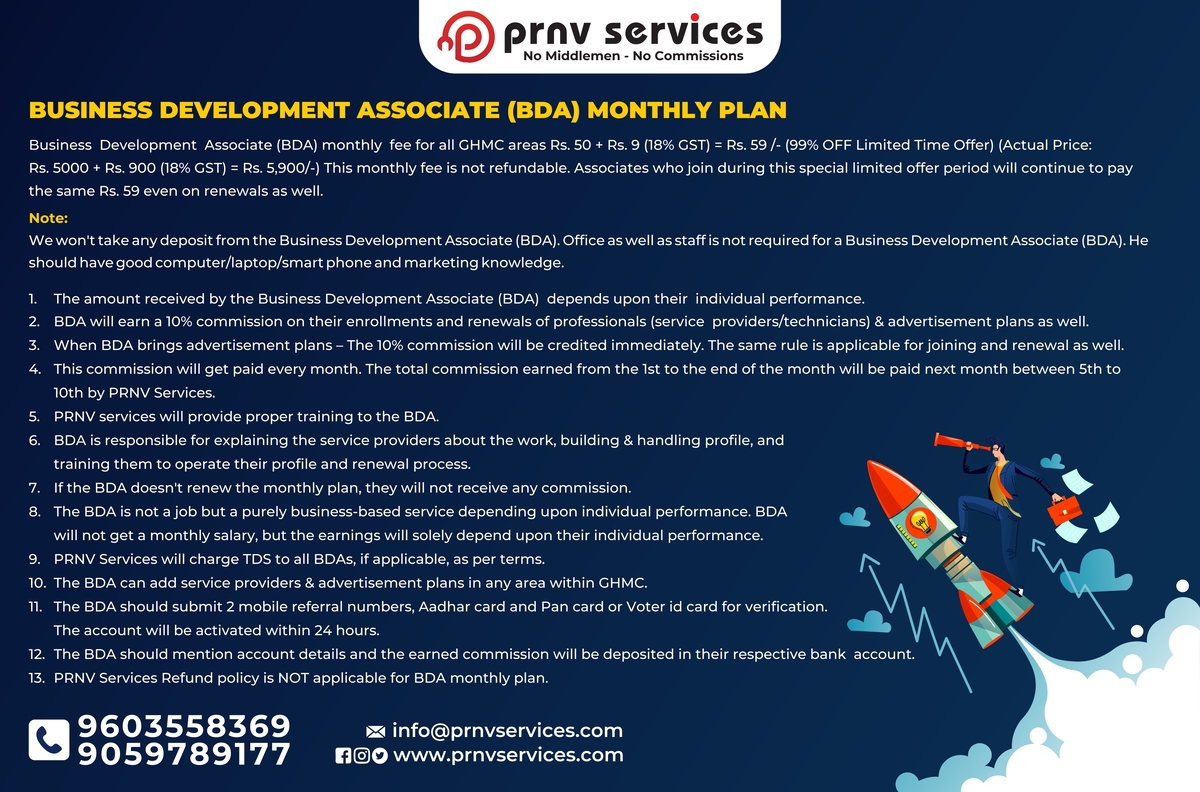 prnv services
No Middlemen - No Commissions
BUSINESS DEVELOPMENT ASSOCIATE (BDA) MONTHLY PLAN
Business Development Associate (BDA) monthly fee for all GHMC areas Rs. 50 + Rs. 9 (18% GST) = Rs. 59 /- (99% OFF Limited Time Offer) (Actual Price:
Rs. 5000 + Rs. 900 (18% GST) = Rs. 5,900/-) This monthly fee is not refundable. Associates who join during this special limited offer period will continue to pay
the same Rs. 59 even on renewals as well.
Note:
We won't take any deposit from the Business Development Associate (BDA). Office as well as staff is not required for a Business Development Associate (BDA). He
should have good computer/laptop/smart phone and marketing knowledge.
1. The amount received by the Business Development Associate (BDA) depends upon their individual performance.
2. BDA will earn a 10% commission on their enrollments and renewals of professionals (service providers/technicians) & advertisement plans as well.
3. When BDA brings advertisement plans – The 10% commission will be credited immediately. The same rule is applicable for joining and renewal as well.
4. This commission will get paid every month. The total commission earned from the 1st to the end of the month will be paid next month between 5th to
10th by PRNV Services.
5. PRNV services will provide proper training to the BDA.
6. BDA is responsible for explaining the service providers about the work, building & handling profile, and
training them to operate their profile and renewal process.
7. If the BDA doesn't renew the monthly plan, they will not receive any commission.
8. The BDA is not a job but a purely business-based service depending upon individual performance. BDA
will not get a monthly salary, but the earnings will solely depend upon their individual performance.
9. PRNV Services will charge TDS to all BDAs, if applicable, as per terms.
10. The BDA can add service providers & advertisement plans in any area within GHMC.
11. The BDA should submit 2 mobile referral numbers, Aadhar card and Pan card or Voter id card for verification.
The account will be activated within 24 hours.
12. The BDA should mention account details and the earned commission will be deposited in their respective bank account.
13. PRNV Services Refund policy is NOT applicable for BDA monthly plan.
9603558369
9059789177
info@prnvservices.com
www.prnvservices.com